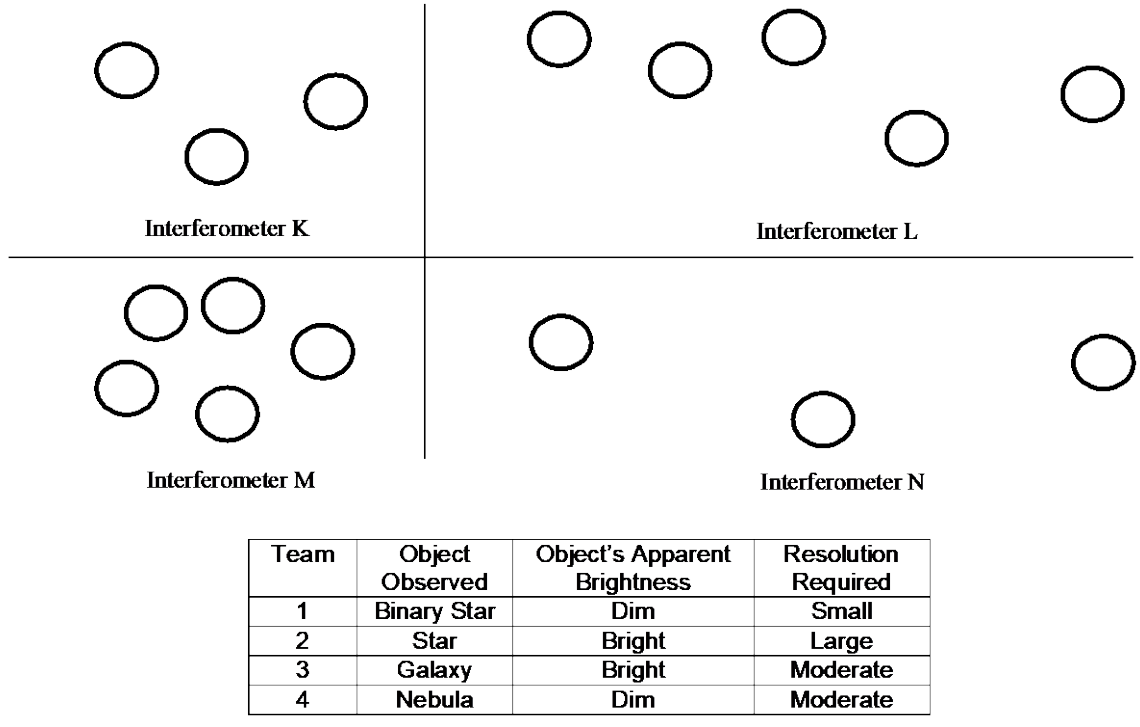 Interferometer K
Interferometer L
Interferometer M
Interferometer N
Team Object Observed Object's Apparent Brightness Resolution Required
1 Binary Star Dim Small
2 Star Bright Large
3 Galaxy Bright Moderate
4 Nebula Dim Moderate